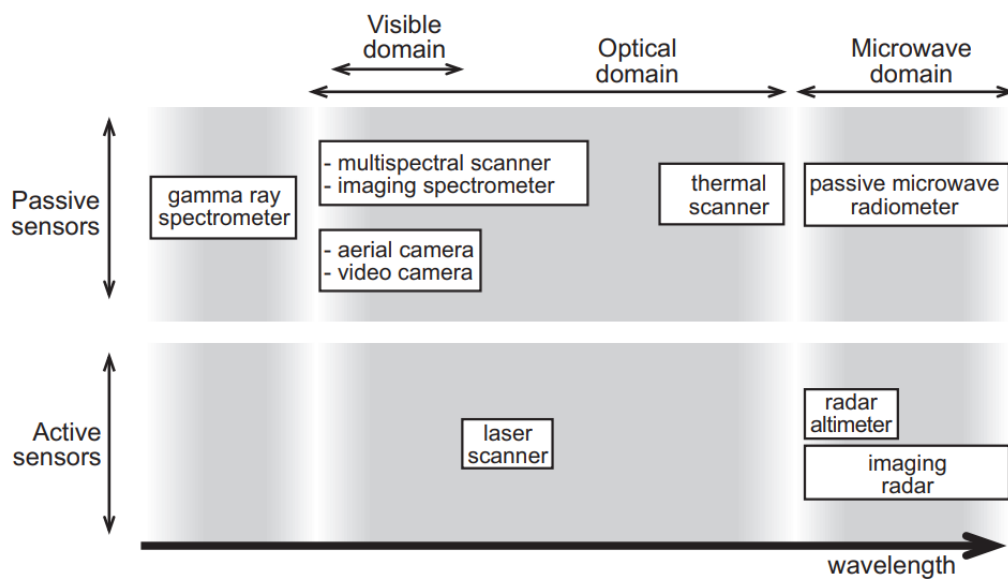 Visible
domain
Optical
domain
Microwave
domain
Passive
sensors
gamma ray
spectrometer
- multispectral scanner
- imaging spectrometer
- aerial camera
- video camera
thermal
scanner
passive microwave
radiometer
Active
sensors
laser
scanner
radar
altimeter
imaging
radar
wavelength